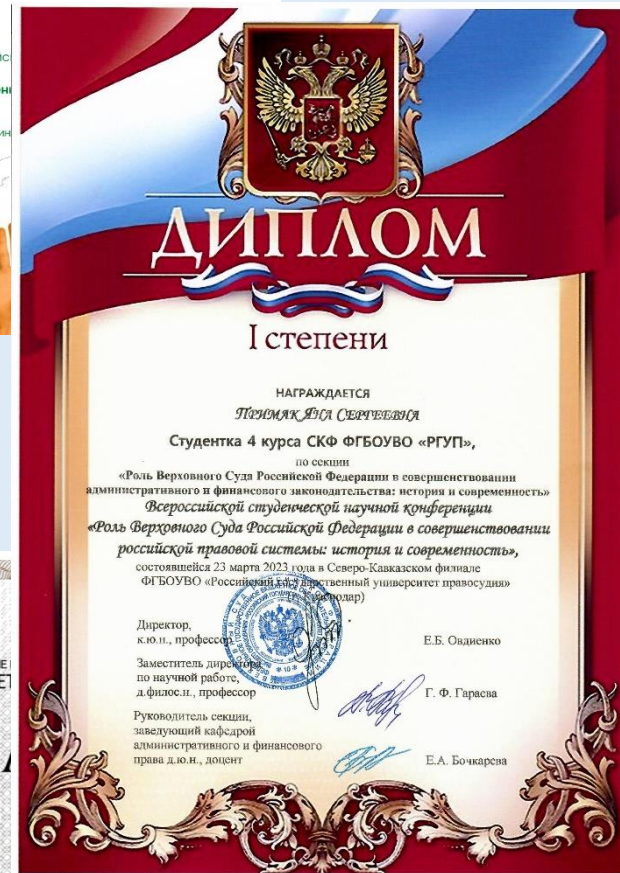 ДИПЛОМ
I степени
НАГРАЖДАЕТСЯ
ПРИМАК ЯНА СЕРГЕЕВНА
Студентка 4 курса СКФ ФГБОУВО «РГУП»,
по секции
«Роль Верховного Суда Российской Федерации в совершенствовании
административного и финансового законодательства: история и современность»
Всероссийской студенческой научной конференции
«Роль Верховного Суда Российской Федерации в совершенствовании
российской правовой системы: история и современность»,
состоявшейся 23 марта 2023 года в Северо-Кавказском филиале
ФГБОУВО «Российский государственный университет правосудия»
Директор,
к.ю.н., профессор
Е.Б. Овдиенко
Заместитель директора
по научной работе,
д.филос.н., профессор
Г. Ф. Гараева
Руководитель секции,
заведующий кафедрой
административного и финансового
права д.ю.н., доцент
Е.А. Бочкарева